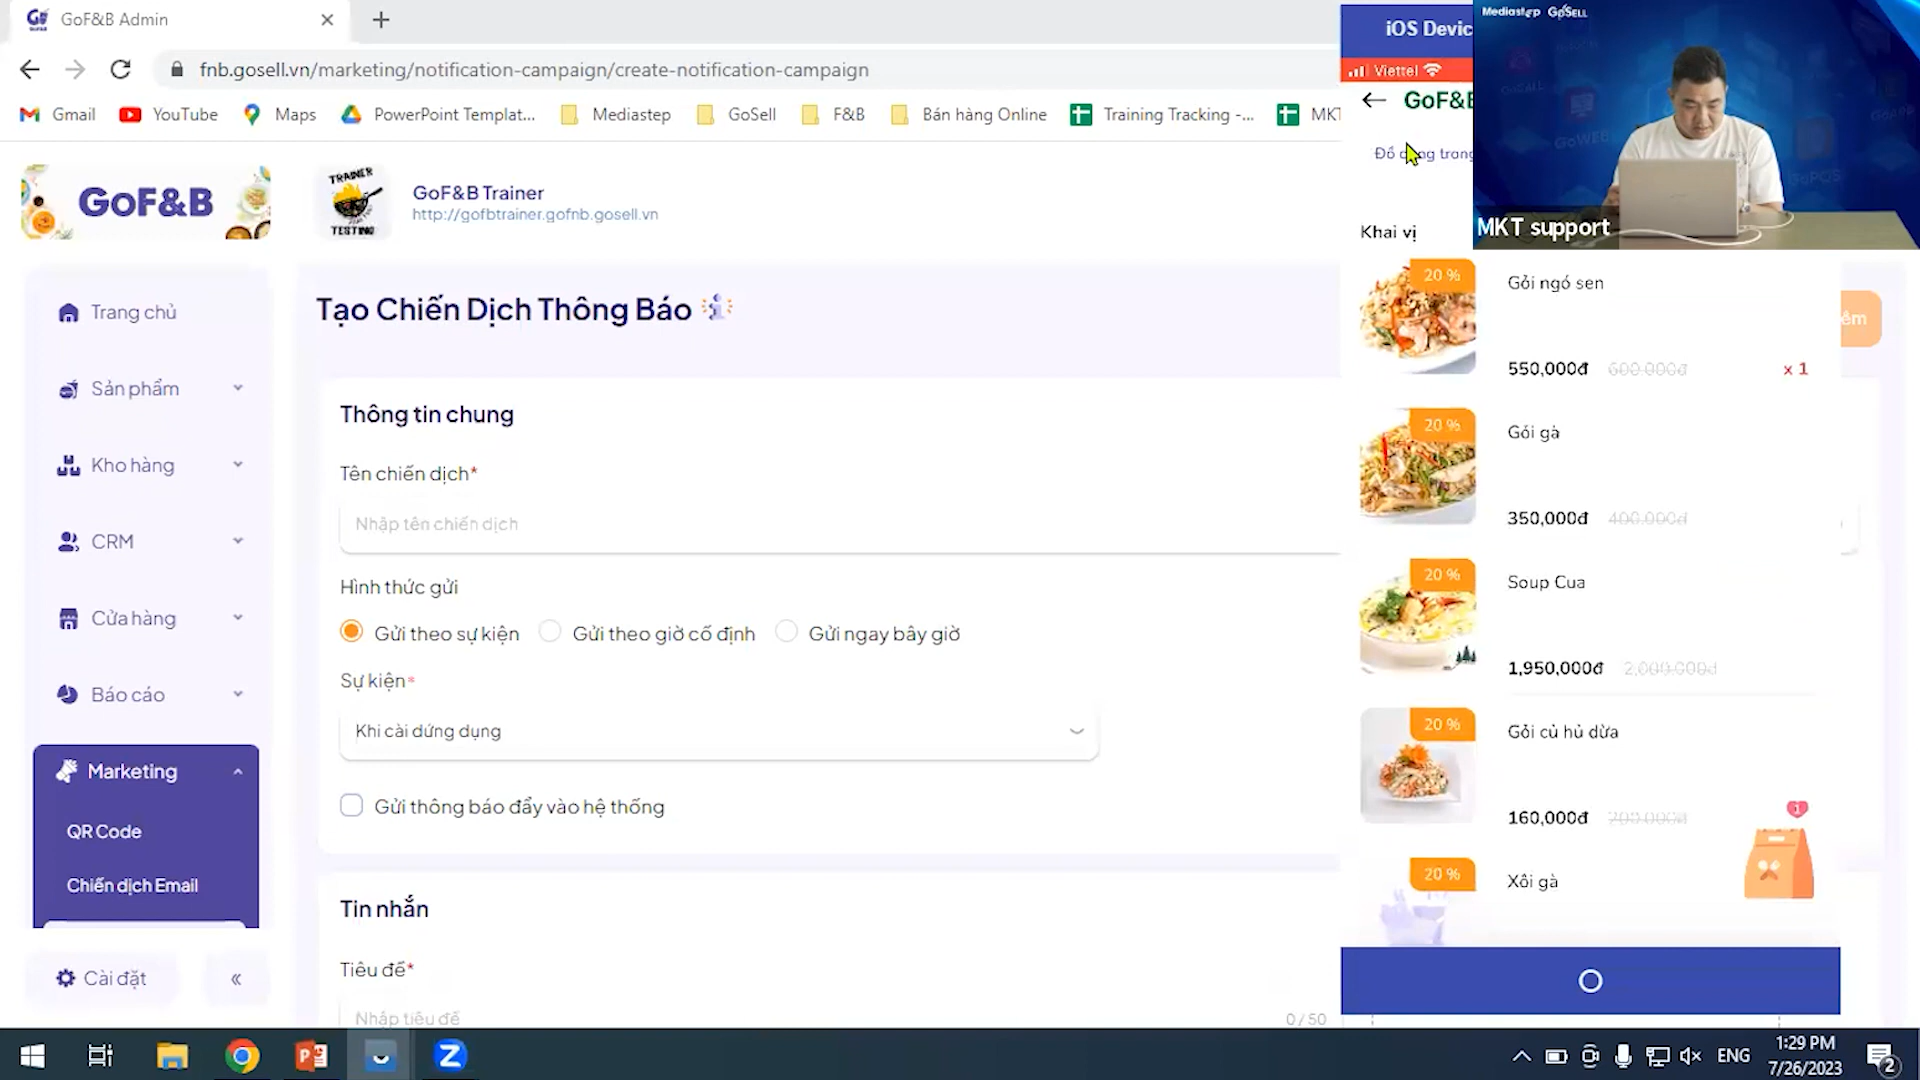 GoF&B Admin
fnb.gosell.vn/marketing/notification-campaign/create-notification-campaign
Gmail
YouTube
Maps
PowerPoint Templat...
Mediastep
GoSell
F&B
Bán hàng Online
Training Tracking -...
MKT
GoF&B
TRAINER
TESTING
GoF&B Trainer
http://gofbtrainer.gofnb.gosell.vn
Trang chủ
Sản phẩm
Kho hàng
CRM
Cửa hàng
Báo cáo
Marketing
QR Code
Chiến dịch Email
Cài đặt
«
Tạo Chiến Dịch Thông Báo
Thông tin chung
Tên chiến dịch*
Nhập tên chiến dịch
Hình thức gửi
Gửi theo sự kiện
Gửi theo giờ cố định
Gửi ngay bây giờ
Sự kiện*
Khi cài dứng dụng
Gửi thông báo đẩy vào hệ thống
Tin nhắn
Tiêu đề*
Nhập tiêu đề
0 / 50
iOS Devic
Viettel
GoF&B
Khai vị
20 %
Gỏi ngó sen
550,000đ
600.000đ
x 1
20 %
Gỏi gà
350,000đ
400.000đ
20 %
Soup Cua
1,950,000đ
2,000.000đ
20 %
Gỏi củ hủ dừa
160,000đ
200.000đ
1
20 %
Xôi gà
Mediastep GoSELL
GoWEB
MKT support
ENG
1:29 PM
7/26/2023
2